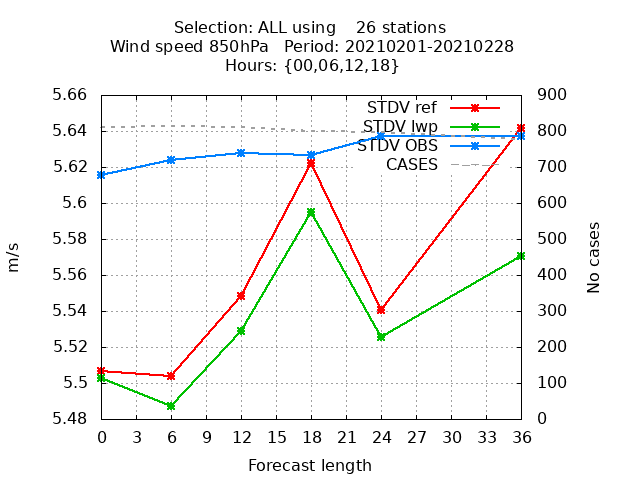 Selection: ALL using    26 stations
Wind speed 850hPa   Period: 20210201-20210228
Hours: {00,06,12,18}
5.66
5.64
5.62
5.6
5.58
5.56
5.54
5.52
5.5
5.48
m/s
STDV ref
STDV lwp
STDV OBS
CASES
900
800
700
600
500
400
300
200
100
0
No cases
0 3 6 9 12 15 18 21 24 27 30 33 36
Forecast length